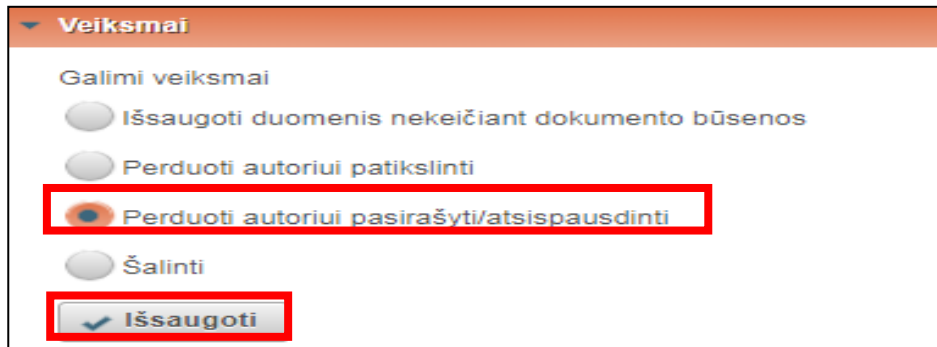 Veiksmai
Galimi veiksmai
Išsaugoti duomenis nekeičiant dokumento būsenos
Perduoti autoriui patikslinti
Perduoti autoriui pasirašyti/atsispausdinti
Šalinti
Išsaugoti